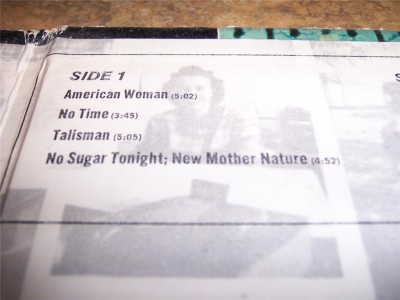 SIDE 1
American Woman (5:02)
No Time (3:45)
Talisman (5:05)
No Sugar Tonight; New Mother Nature (4:52)
S